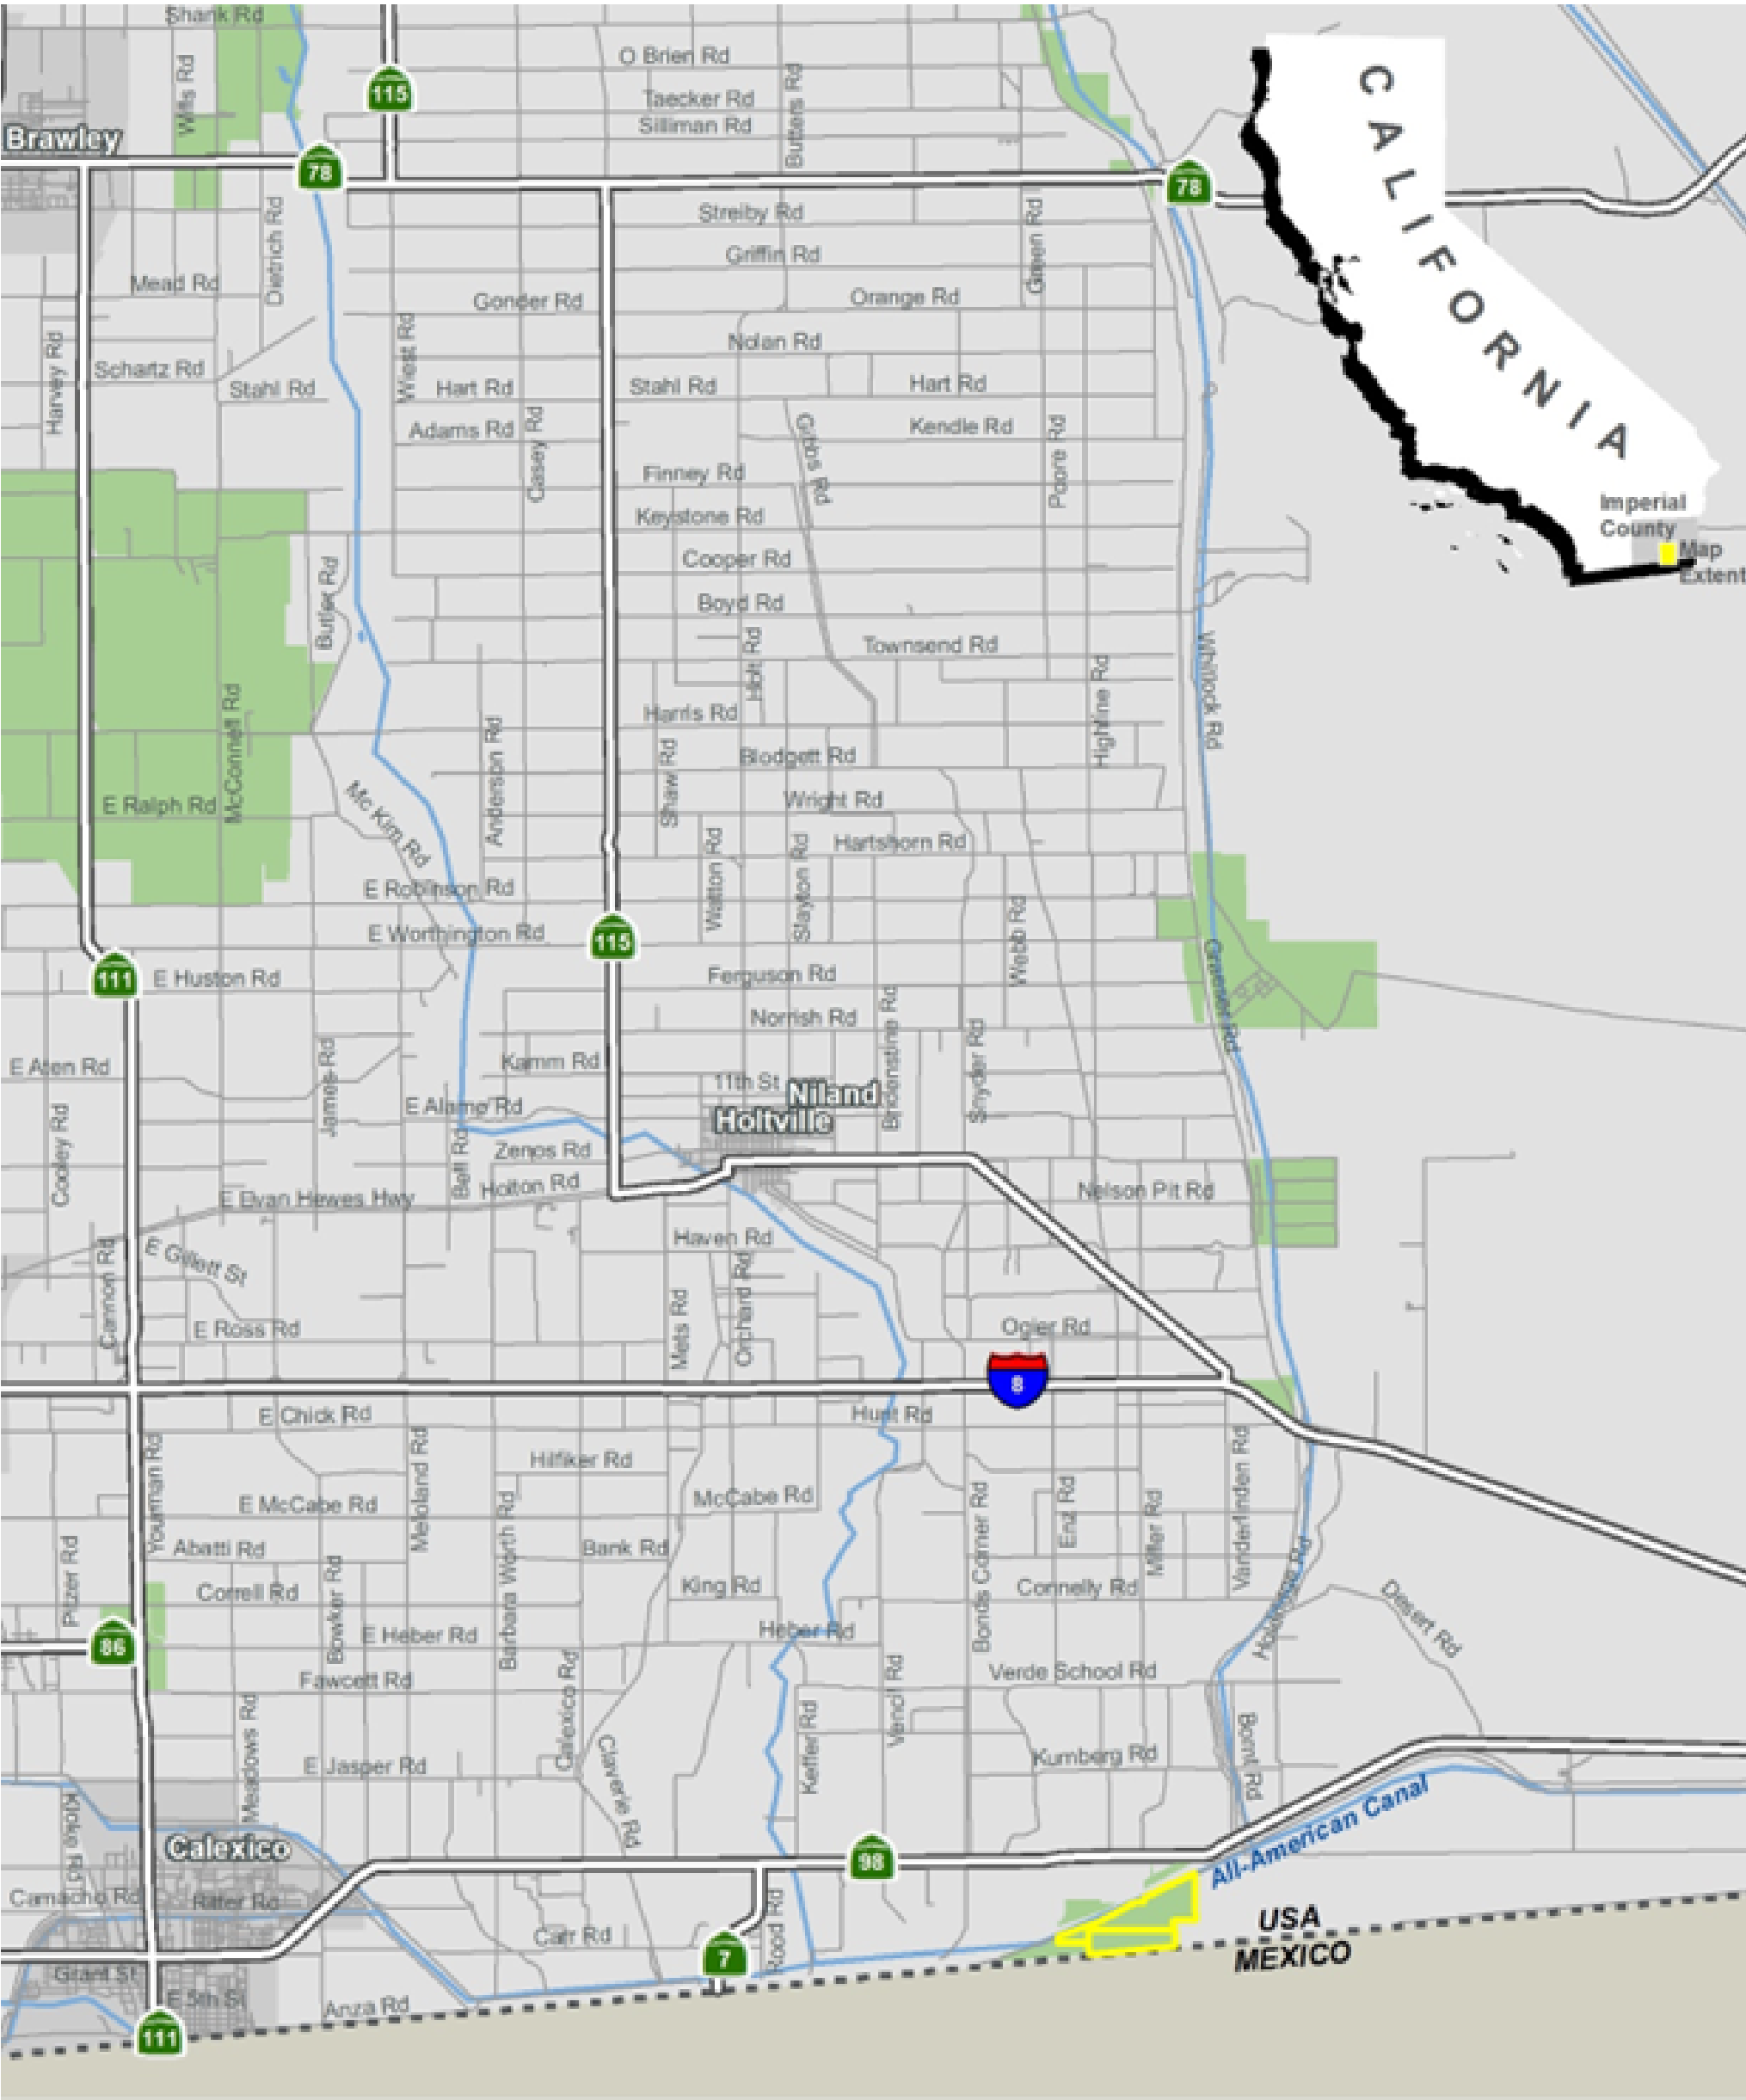 Shank Rd
O Brien Rd
Wills Rd
115
Taecker Rd
Butters Rd
Silliman Rd
Brawley
78
78
CALIFORNIA
Streiby Rd
Dietrich Rd
Green Rd
Griffin Rd
Mead Rd
Gonder Rd
Orange Rd
Nolan Rd
Harvey Rd
Wiest Rd
Schartz Rd
Stahl Rd
Hart Rd
Stahl Rd
Hart Rd
Adams Rd
Casey Rd
Gibbs Rd
Kendle Rd
Poore Rd
Finney Rd
Keystone Rd
Imperial
County
Map
Extent
Cooper Rd
Butler Rd
Boyd Rd
Townsend Rd
Holt Rd
Whitlock Rd
Highline Rd
McConnell Rd
Harris Rd
Anderson Rd
Shaw Rd
Blodgett Rd
E Ralph Rd
Mc Kim Rd
Wright Rd
Hartshorn Rd
Watton Rd
Slayton Rd
E Robinson Rd
E Worthington Rd
115
Webb Rd
111
E Huston Rd
Ferguson Rd
Graeser Rd
Norrish Rd
Bridenstine Rd
Snyder Rd
E Aten Rd
James Rd
Kamm Rd
11th St
Niland
Holtville
E Alamo Rd
Cooley Rd
Bell Rd
Zenos Rd
Holton Rd
E Evan Hewes Hwy
Nelson Pit Rd
Haven Rd
E Gillett St
Cannon Rd
Orchard Rd
Mets Rd
E Ross Rd
Ogier Rd
8
E Chick Rd
Hunt Rd
Youman Rd
Meloland Rd
Hilfiker Rd
Vanderlinden Rd
E McCabe Rd
McCabe Rd
Barbara Worth Rd
Bonds Corner Rd
Enz Rd
Miller Rd
Pitzer Rd
Abatti Rd
Bank Rd
Bowker Rd
Correll Rd
King Rd
Connelly Rd
Desert Rd
86
E Heber Rd
Heber Rd
Fawcett Rd
Calexico Rd
Verde School Rd
Meadows Rd
Keffer Rd
E Jasper Rd
Claverie Rd
Kumberg Rd
Bornt Rd
Kloke Rd
Calexico
98
All-American Canal
Camacho Rd
Ritter Rd
Rood Rd
Carr Rd
USA
MEXICO
7
Grant St
E 5th St
Anza Rd
111